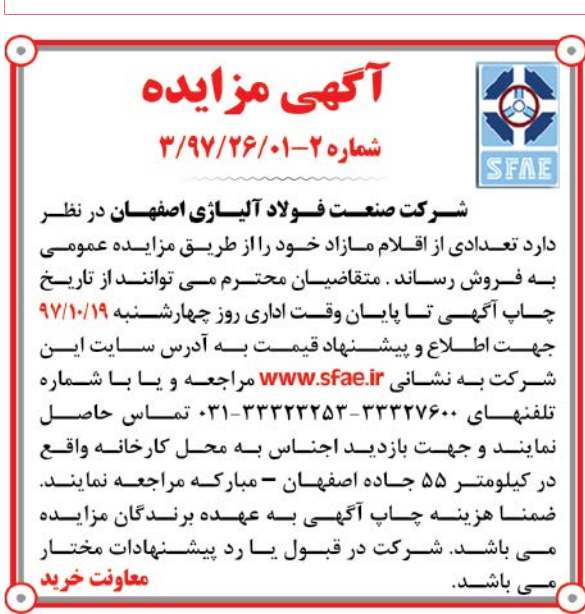 آگهی مزایده
شماره ۲-۳/۹۷/۲۶/۰۱
SFAE
شرکت صنعت فولاد آلیاژی اصفهان در نظر
دارد تعدادی از اقلام مازاد خود را از طریق مزایده عمومی
به فروش رساند . متقاضیان محترم می توانند از تاریخ
چاپ آگهی تا پایان وقت اداری روز چهارشنبه ۹۷/۱۰/۱۹
جهت اطلاع و پیشنهاد قیمت به آدرس سایت این
شرکت به نشانی www.sfae.ir مراجعه و یا با شماره
تلفنهای ۳۳۳۲۷۶۰۰-۳۳۳۲۳۲۵۳-۰۳۱ تماس حاصل
نمایند و جهت بازدید اجناس به محل کارخانه واقع
در کیلومتر ۵۵ جاده اصفهان – مبارکه مراجعه نمایند.
ضمنا هزینه چاپ آگهی به عهده برندگان مزایده
می باشد. شرکت در قبول یا رد پیشنهادات مختار
می باشد.
معاونت خرید